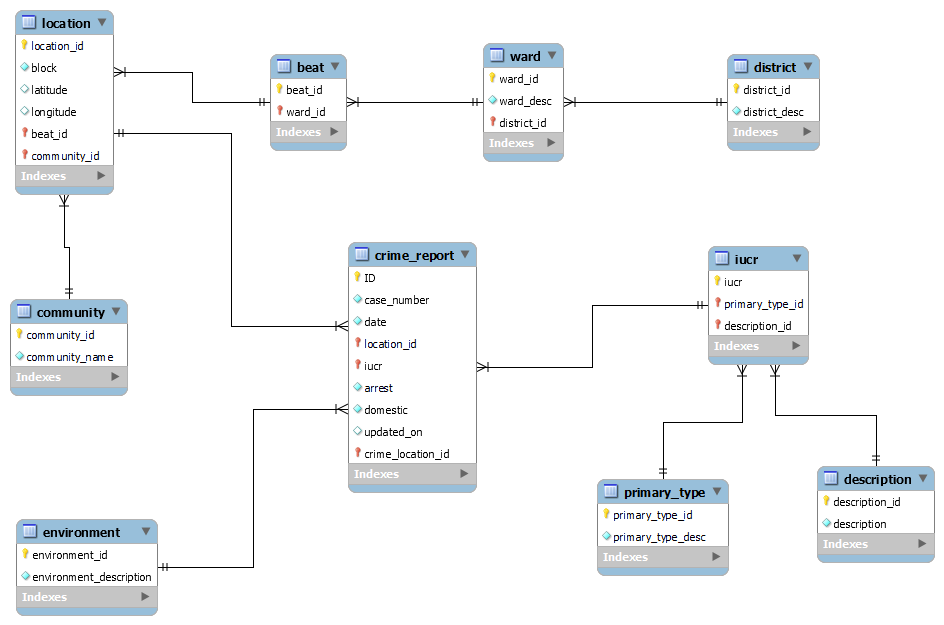 location
location_id
block
latitude
longitude
beat_id
community_id
Indexes
beat
beat_id
ward_id
Indexes
ward
ward_id
ward_desc
district_id
Indexes
district
district_id
district_desc
Indexes
community
community_id
community_name
Indexes
crime_report
ID
case_number
date
location_id
iucr
arrest
domestic
updated_on
crime_location_id
Indexes
iucr
iucr
primary_type_id
description_id
Indexes
environment
environment_id
environment_description
Indexes
primary_type
primary_type_id
primary_type_desc
Indexes
description
description_id
description
Indexes